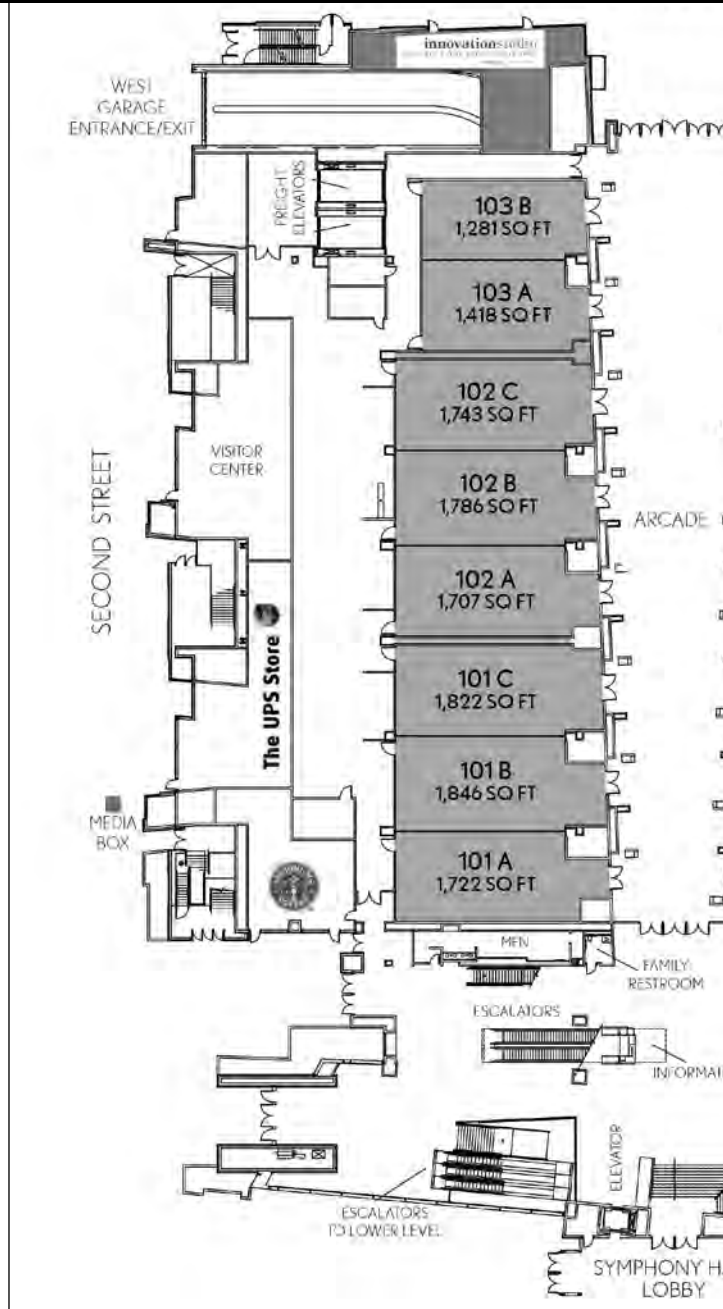 innovationstudio
WEST
GARAGE
ENTRANCE/EXIT
FREIGHT
ELEVATORS
103 B
1,281 SQ FT
103 A
1,418 SQ FT
102 C
1,743 SQ FT
VISITOR
CENTER
102 B
1,786 SQ FT
SECOND STREET
ARCADE
102 A
1,707 SQ FT
The UPS Store
101 C
1,822 SQ FT
101 B
1,846 SQ FT
MEDIA
BOX
101 A
1,722 SQ FT
MEN
FAMILY
RESTROOM
ESCALATORS
INFORMAT
ELEVATOR
ESCALATORS
TO LOWER LEVEL
SYMPHONY HA
LOBBY